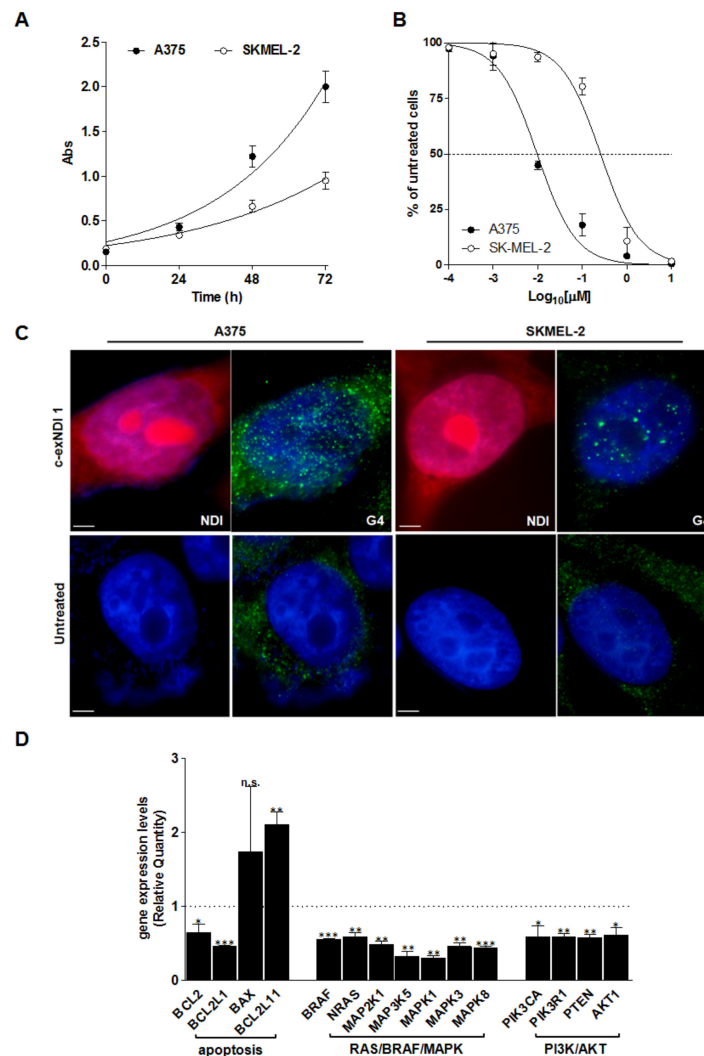 A
A375
SKMEL-2
2.5
2.0
1.5
1.0
0.5
0.0
Abs
0
24
48
72
Time (h)
B
100
75
50
25
0
% of untreated cells
A375
SK-MEL-2
-4
-3
-2
-1
0
1
Log10[µM]
C
A375
SKMEL-2
c-exNDI 1
NDI
G4
NDI
G4
Untreated
D
gene expression levels
(Relative Quantity)
3
2
1
0
n.s.
**
*
***
***
**
**
**
**
**
***
*
**
**
*
BCL2
BCL2L1
BAX
BCL2L11
BRAF
NRAS
MAP2K1
MAP3K5
MAPK1
MAPK3
MAPK8
PIK3CA
PIK3R1
PTEN
AKT1
apoptosis
RAS/BRAF/MAPK
PI3K/AKT